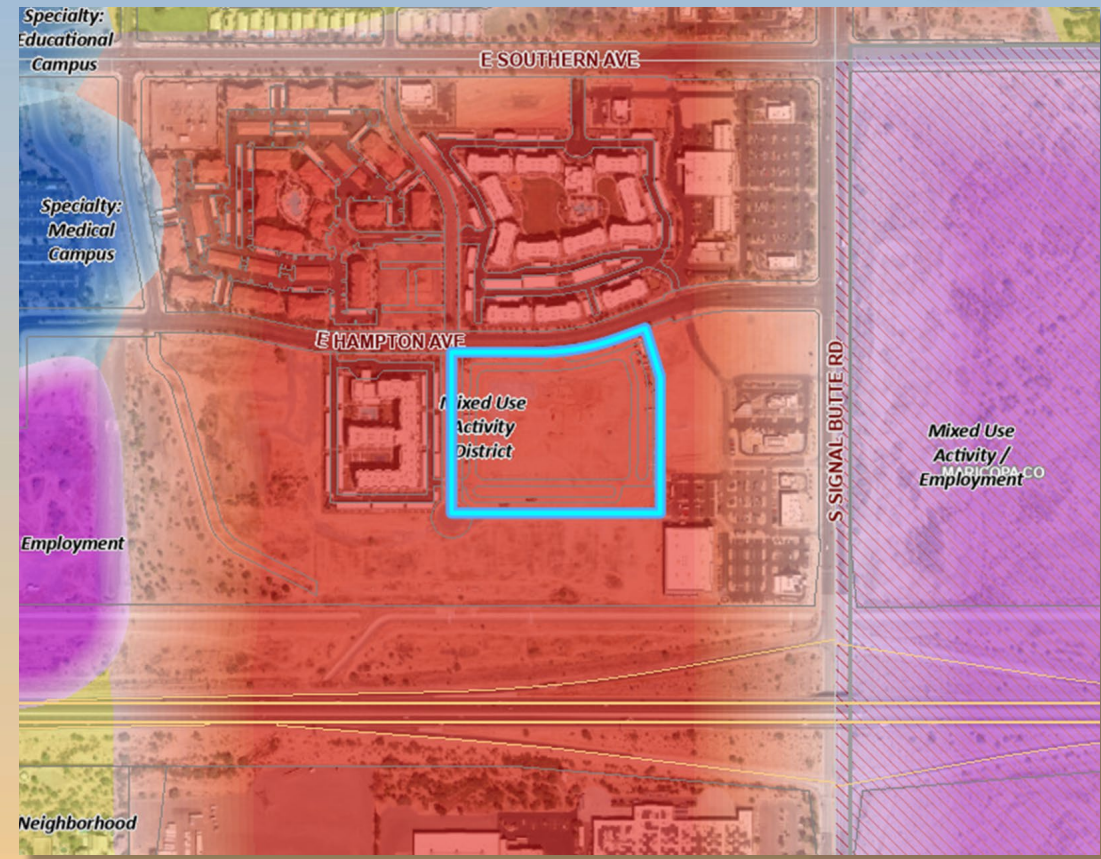 Specialty:
Educational
Campus
E SOUTHERN AVE
Specialty:
Medical
Campus
E HAMPTON AVE
Mixed Use
Activity
District
S SIGNAL BUTTE RD
Mixed Use
Activity /
Employment
MARICOPA CO
Employment
Neighborhood